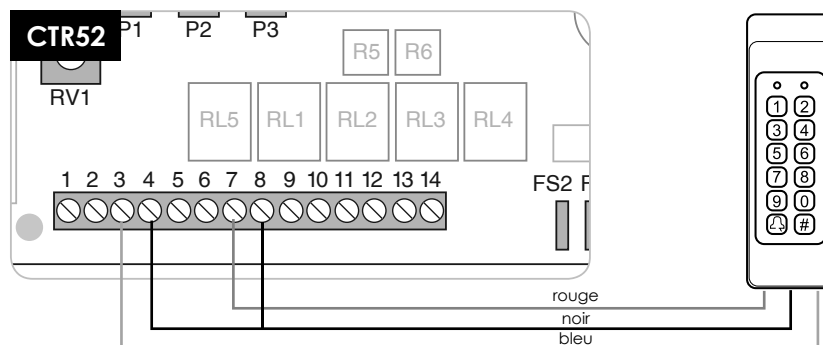 CTR52
P1 P2 P3
RV1
R5 R6
RL5 RL1 RL2 RL3 RL4
1 2 3 4 5 6 7 8 9 10 11 12 13 14
FS2
1 2
3 4
5 6
7 8
9 0
#
rouge
noir
bleu